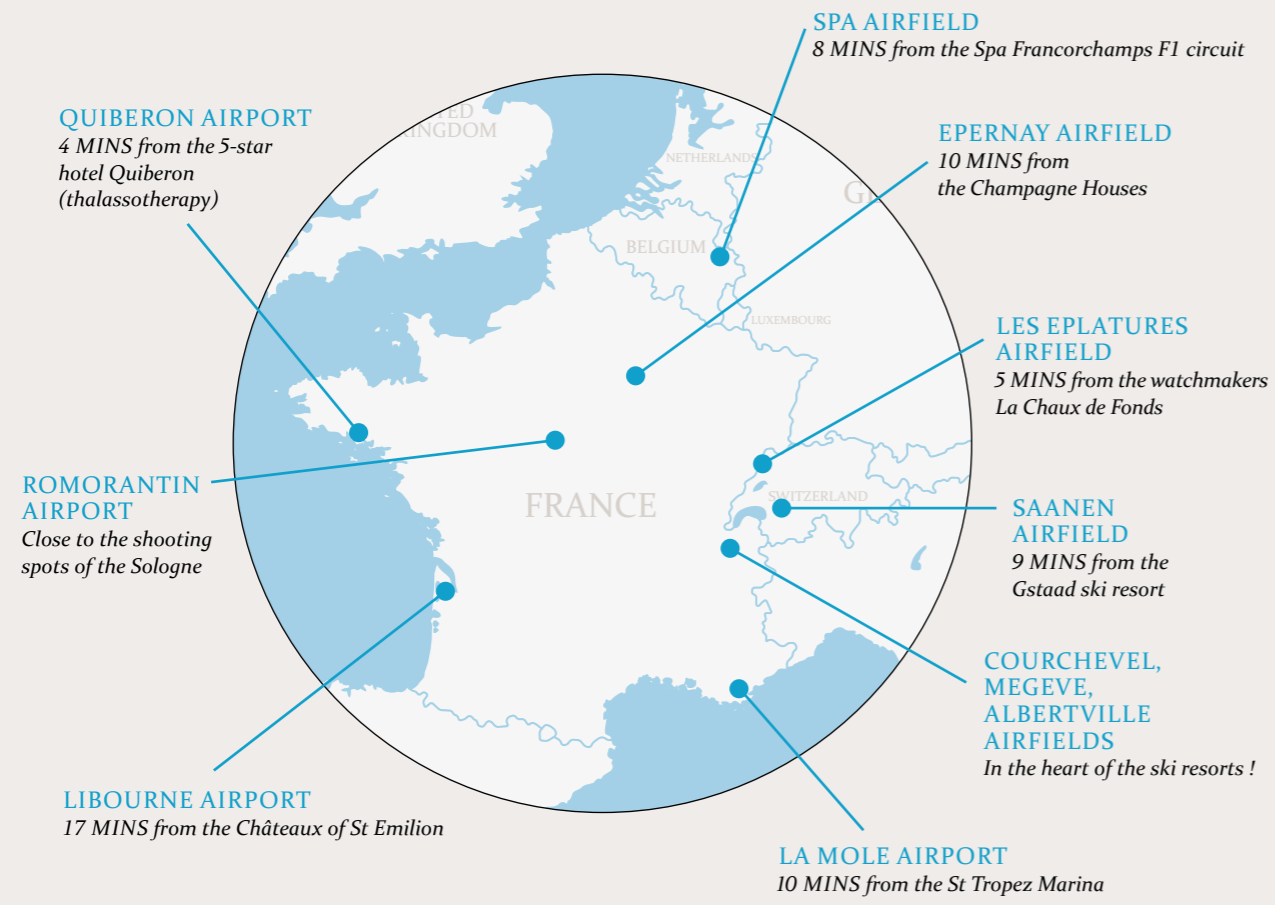 SPA AIRFIELD
8 MINS from the Spa Francorchamps F1 circuit
QUIBERON AIRPORT
4 MINS from the 5-star
hotel Quiberon
(thalassotherapy)
TED
INGDOM
NETHERLANDS
EPERNAY AIRFIELD
10 MINS from
the Champagne Houses
BELGIUM
LUXEMBOURG
LES EPLATURES
AIRFIELD
5 MINS from the watchmakers
La Chaux de Fonds
ROMORANTIN
AIRPORT
Close to the shooting
spots of the Sologne
FRANCE
SWITZERLAND
SAANEN
AIRFIELD
9 MINS from the
Gstaad ski resort
COURCHEVEL,
MEGEVE,
ALBERTVILLE
AIRFIELDS
In the heart of the ski resorts !
LIBOURNE AIRPORT
17 MINS from the Châteaux of St Emilion
LA MOLE AIRPORT
10 MINS from the St Tropez Marina